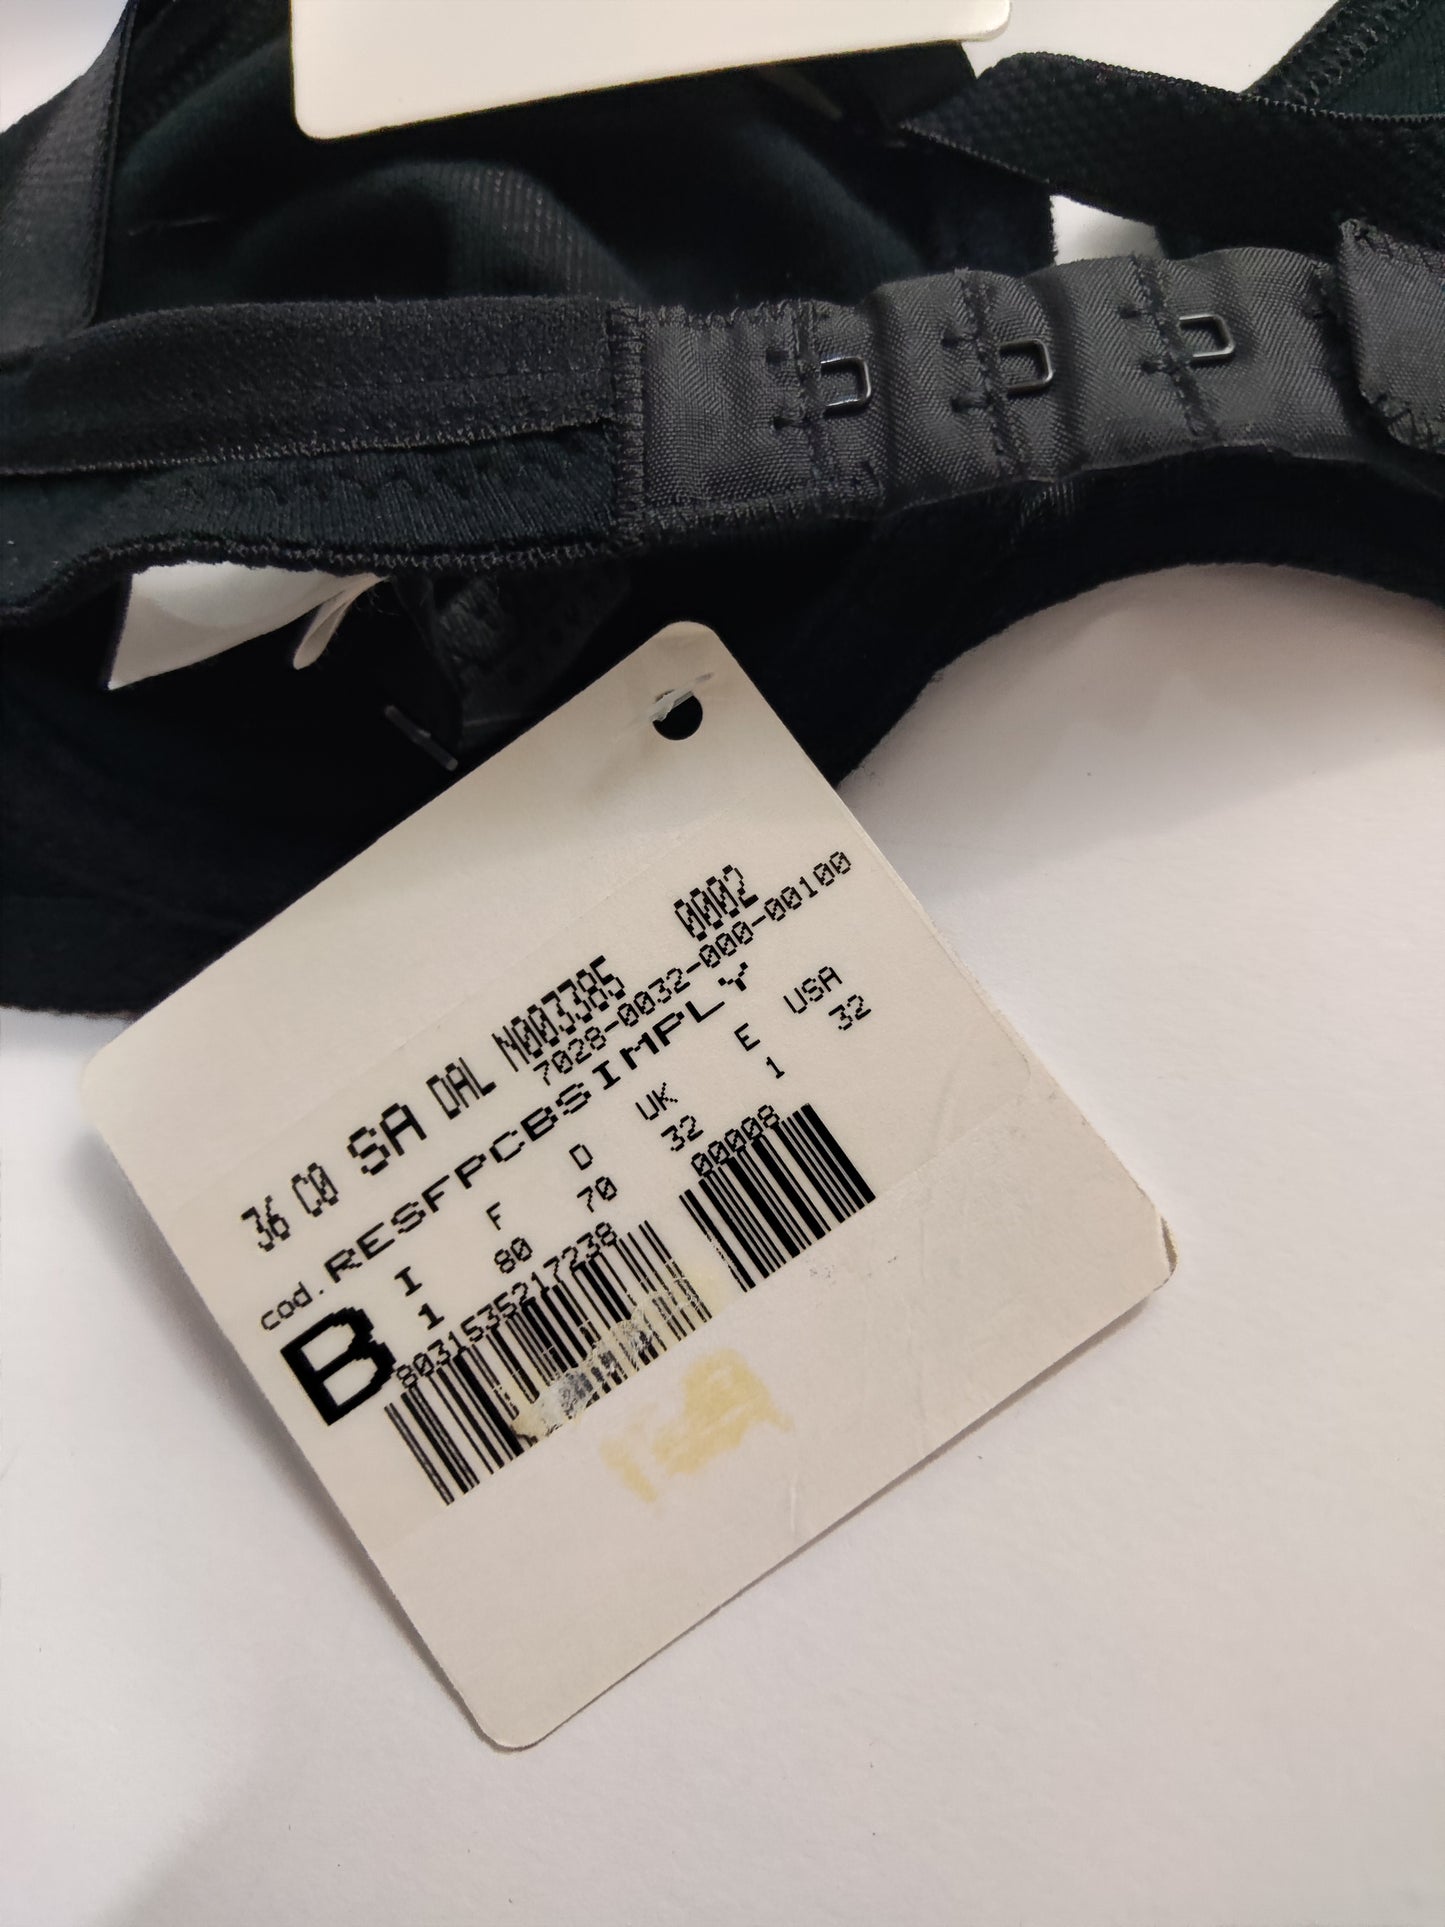 36 CO SA DAL N003385 0002
7028-0032-000-00100
cod. RESFPCBSIMPLY
I F D UK E USA
B 1 80 70 32 1 32
8031535217238 00008